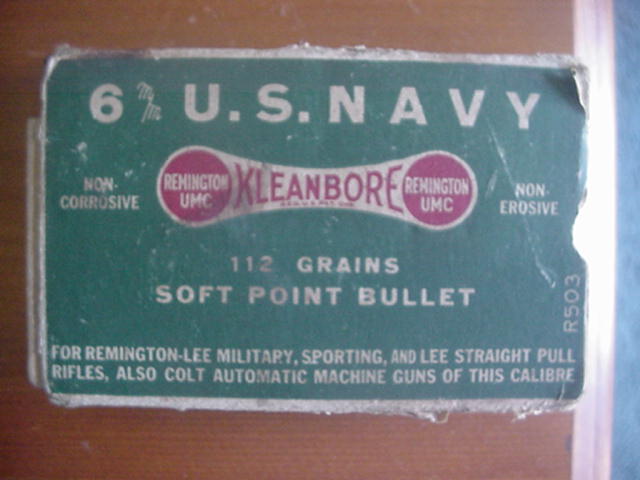 6 m/m U.S. NAVY
NON-
CORROSIVE
REMINGTON
UMC
KLEANBORE
REMINGTON
UMC
NON-
EROSIVE
112 GRAINS
SOFT POINT BULLET
R503
FOR REMINGTON-LEE MILITARY, SPORTING, AND LEE STRAIGHT PULL
RIFLES, ALSO COLT AUTOMATIC MACHINE GUNS OF THIS CALIBRE